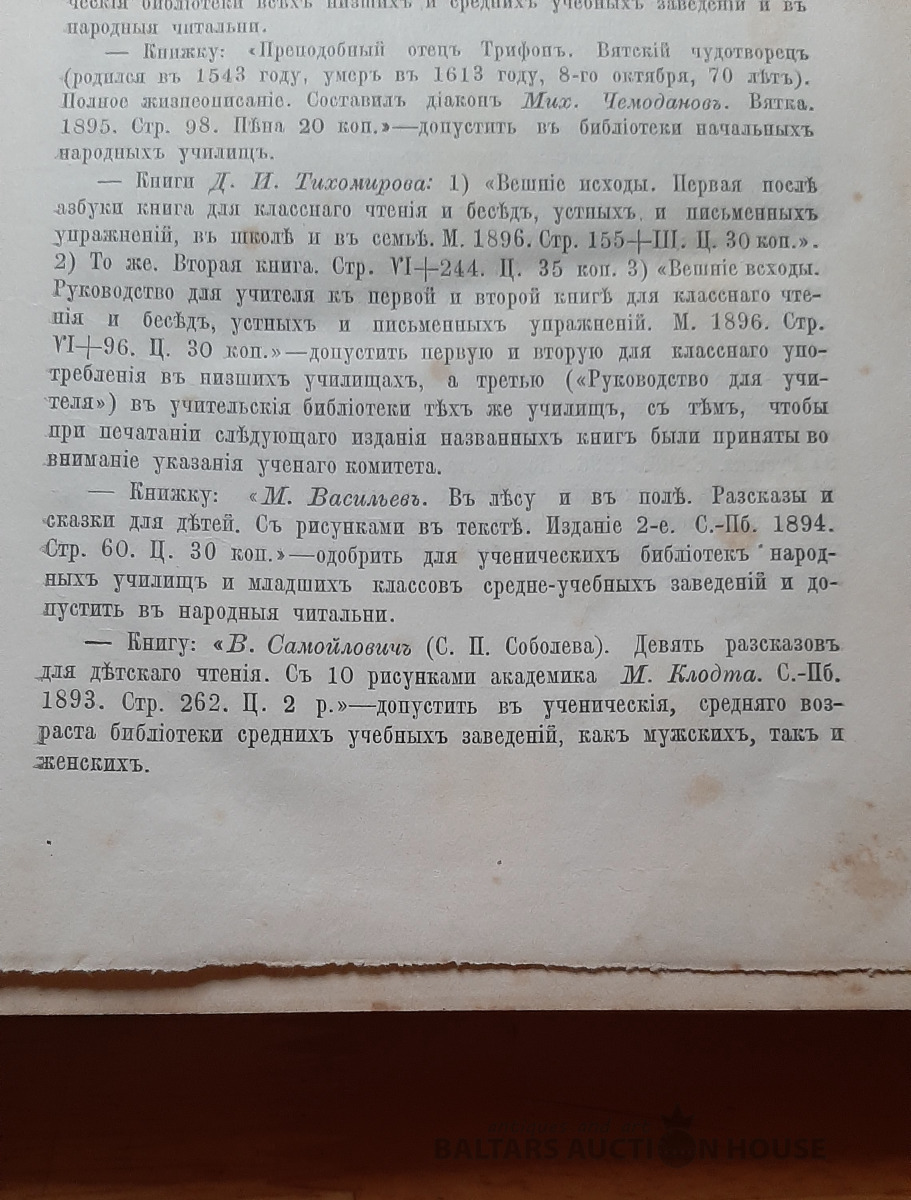 ческія библіотеки всѣхъ низшихъ и среднихъ учебныхъ заведеній и въ
народныя читальни.
— Книжку: «Преподобный отецъ Трифонъ. Вятскій чудотворецъ
(родился въ 1543 году, умеръ въ 1613 году, 8-го октября, 70 лѣтъ).
Полное жизнеописаніе. Составилъ діаконъ Мих. Чемодановъ. Вятка.
1895. Стр. 98. Цѣна 20 коп.»—допустить въ библіотеки начальныхъ
народныхъ училищъ.
— Книги Д. И. Тихомирова: 1) «Вешніе исходы. Первая послѣ
азбуки книга для класснаго чтенія и бесѣдъ, устныхъ и письменныхъ
упражненій, въ школѣ и въ семьѣ. М. 1896. Стр. 155+III. Ц. 30 коп.».
2) То же. Вторая книга. Стр. VI+244. Ц. 35 коп. 3) «Вешніе всходы.
Руководство для учителя къ первой и второй книгѣ для класснаго чте-
нія и бесѣдъ, устныхъ и письменныхъ упражненій. М. 1896. Стр.
VI+96. Ц. 30 коп.»—допустить первую и вторую для класснаго упо-
требленія въ низшихъ училищахъ, а третью («Руководство для учи-
теля») въ учительскія библіотеки тѣхъ же училищъ, съ тѣмъ, чтобы
при печатаніи слѣдующаго изданія названныхъ книгъ были приняты во
вниманіе указанія ученаго комитета.
— Книжку: «М. Васильевъ. Въ лѣсу и въ полѣ. Разсказы и
сказки для дѣтей. Съ рисунками въ текстѣ. Изданіе 2-е. С.-Пб. 1894.
Стр. 60. Ц. 30 коп.»—одобрить для ученическихъ библіотекъ народ-
ныхъ училищъ и младшихъ классовъ средне-учебныхъ заведеній и до-
пустить въ народныя читальни.
— Книгу: «В. Самойловичъ (С. П. Соболева). Девять разсказовъ
для дѣтскаго чтенія. Съ 10 рисунками академика М. Клодта. С.-Пб.
1893. Стр. 262. Ц. 2 р.»—допустить въ ученическія, средняго воз-
раста библіотеки среднихъ учебныхъ заведеній, какъ мужскихъ, такъ и
женскихъ.
antiques and art
BALTARS AUCTION HOUSE